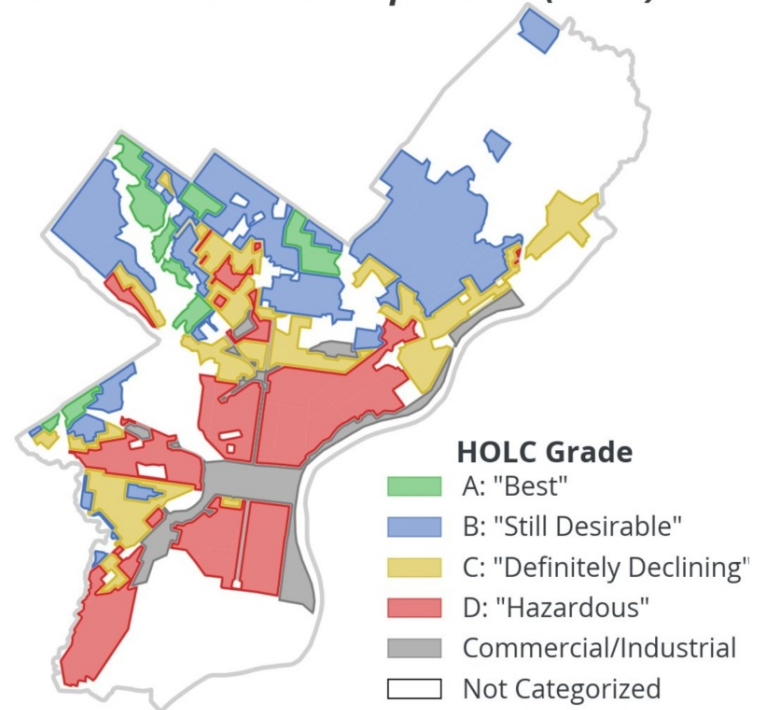 HOLC Grade
A: "Best"
B: "Still Desirable"
C: "Definitely Declining"
D: "Hazardous"
Commercial/Industrial
Not Categorized